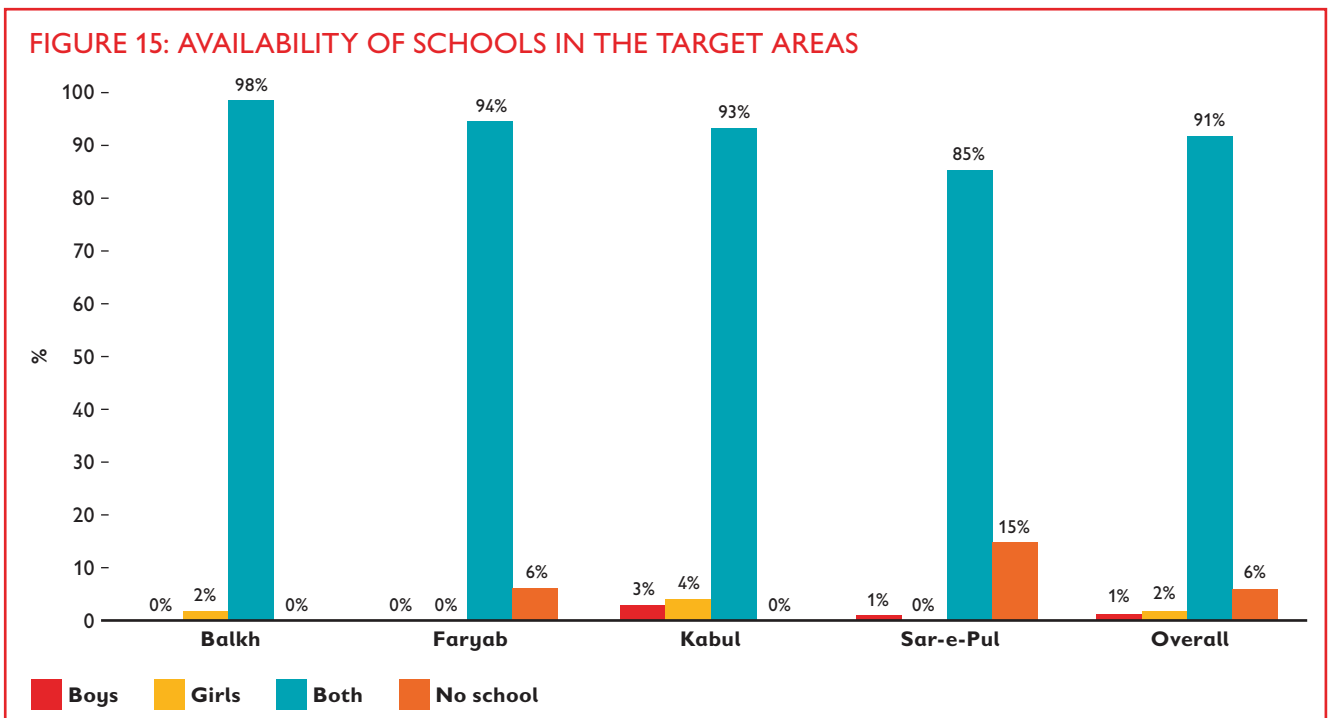 FIGURE 15: AVAILABILITY OF SCHOOLS IN THE TARGET AREAS
100
90
80
70
60
50
40
30
20
10
0
%
0% 2% 98% 0%
0% 0% 94% 6%
3% 4% 93% 0%
1% 0% 85% 15%
1% 2% 91% 6%
Balkh Faryab Kabul Sar-e-Pul Overall
Boys Girls Both No school